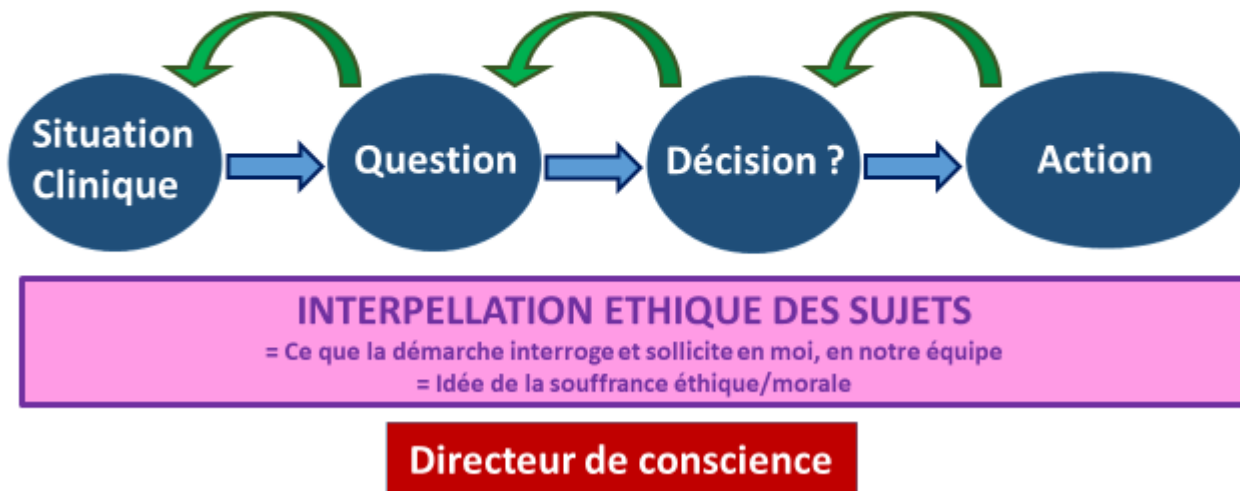 Situation
Clinique
Question
Décision ?
Action
INTERPELLATION ETHIQUE DES SUJETS
= Ce que la démarche interroge et sollicite en moi, en notre équipe
= Idée de la souffrance éthique/morale
Directeur de conscience